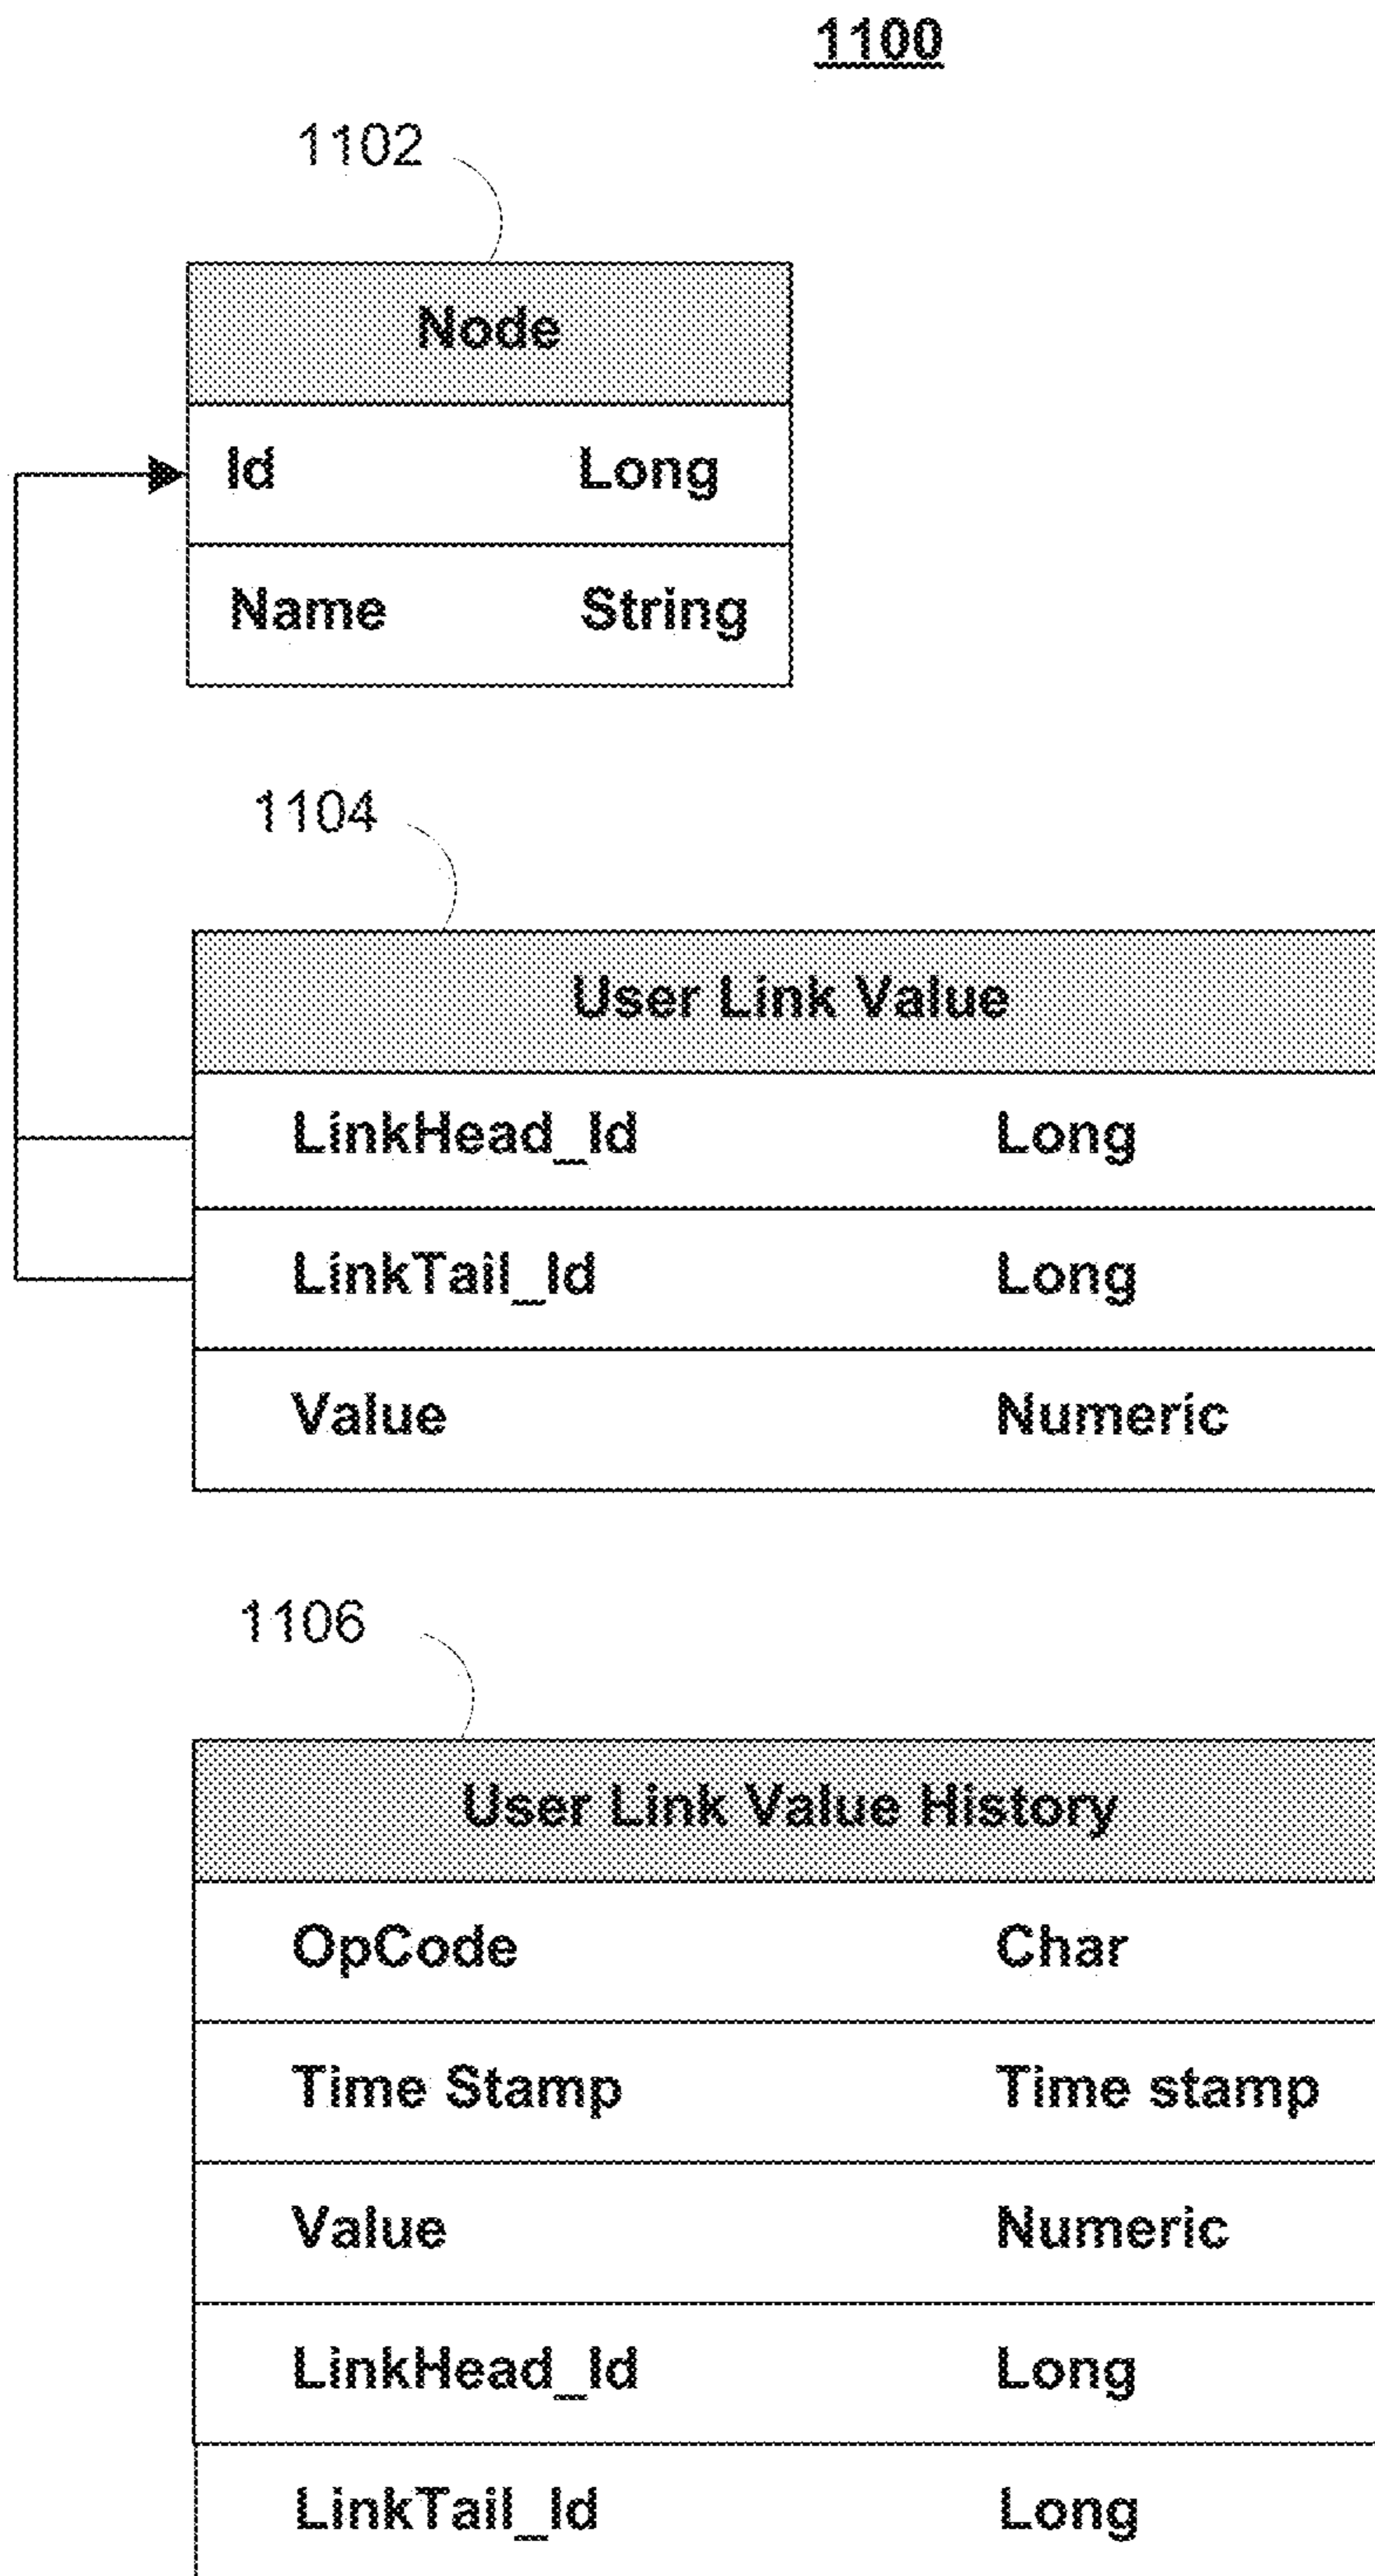 1100
1102
Node
Id Long
Name String
1104
User Link Value
LinkHead_Id Long
LinkTail_Id Long
Value Numeric
1106
User Link Value History
OpCode Char
Time Stamp Time stamp
Value Numeric
LinkHead_Id Long
LinkTail_Id Long